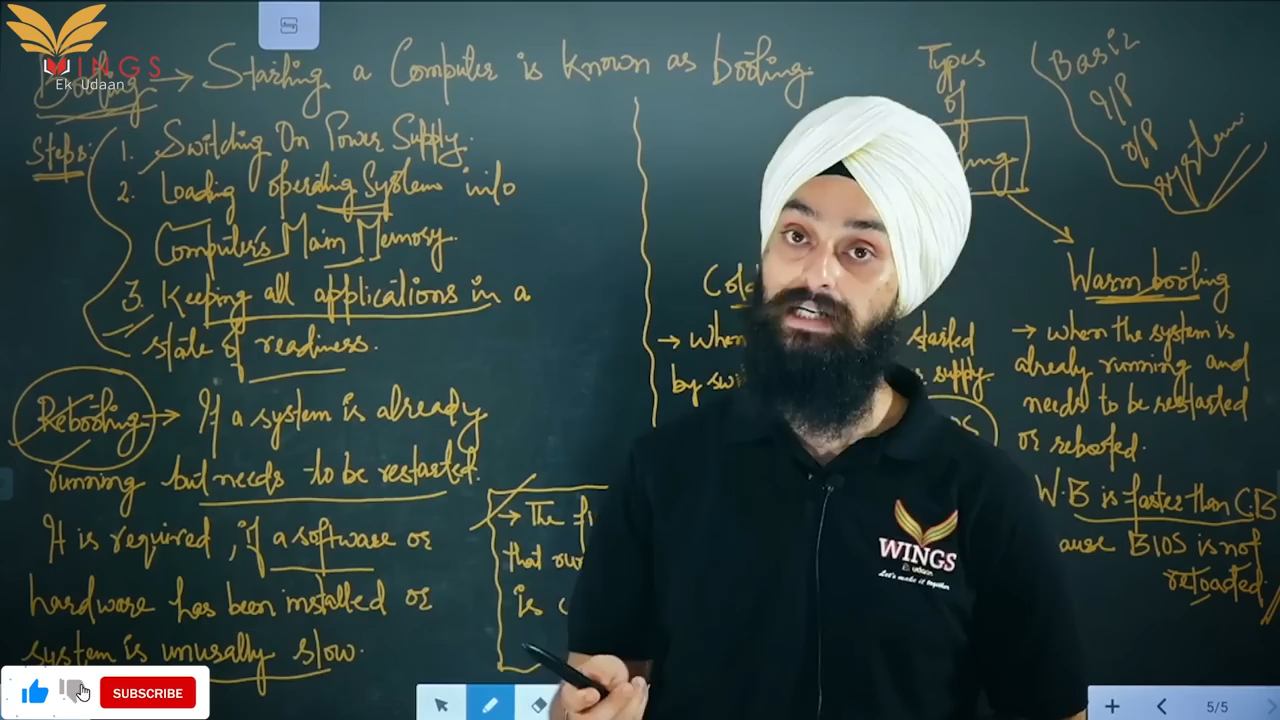 WINGS
Ek Udaan
Booting → Starting a Computer is known as booting.
Steps:
1. Switching On Power Supply.
2. Loading operating System into
Computer's Main Memory.
3. Keeping all applications in a
state of readiness.
Rebooting → If a system is already
running but needs to be restarted.
It is required, if a software or
hardware has been installed or
system is unusally slow.
→ The
that
is
Types
of
Basic
I/P
O/P
system
Cold
→ When started
by supply.
Warm booting
→ when the system is
already running and
needs to be restarted
or rebooted.
W.B is faster than C.B
ause BIOS is not
reloaded
WINGS
Ek Udaan
Let's make it together
SUBSCRIBE
5/5